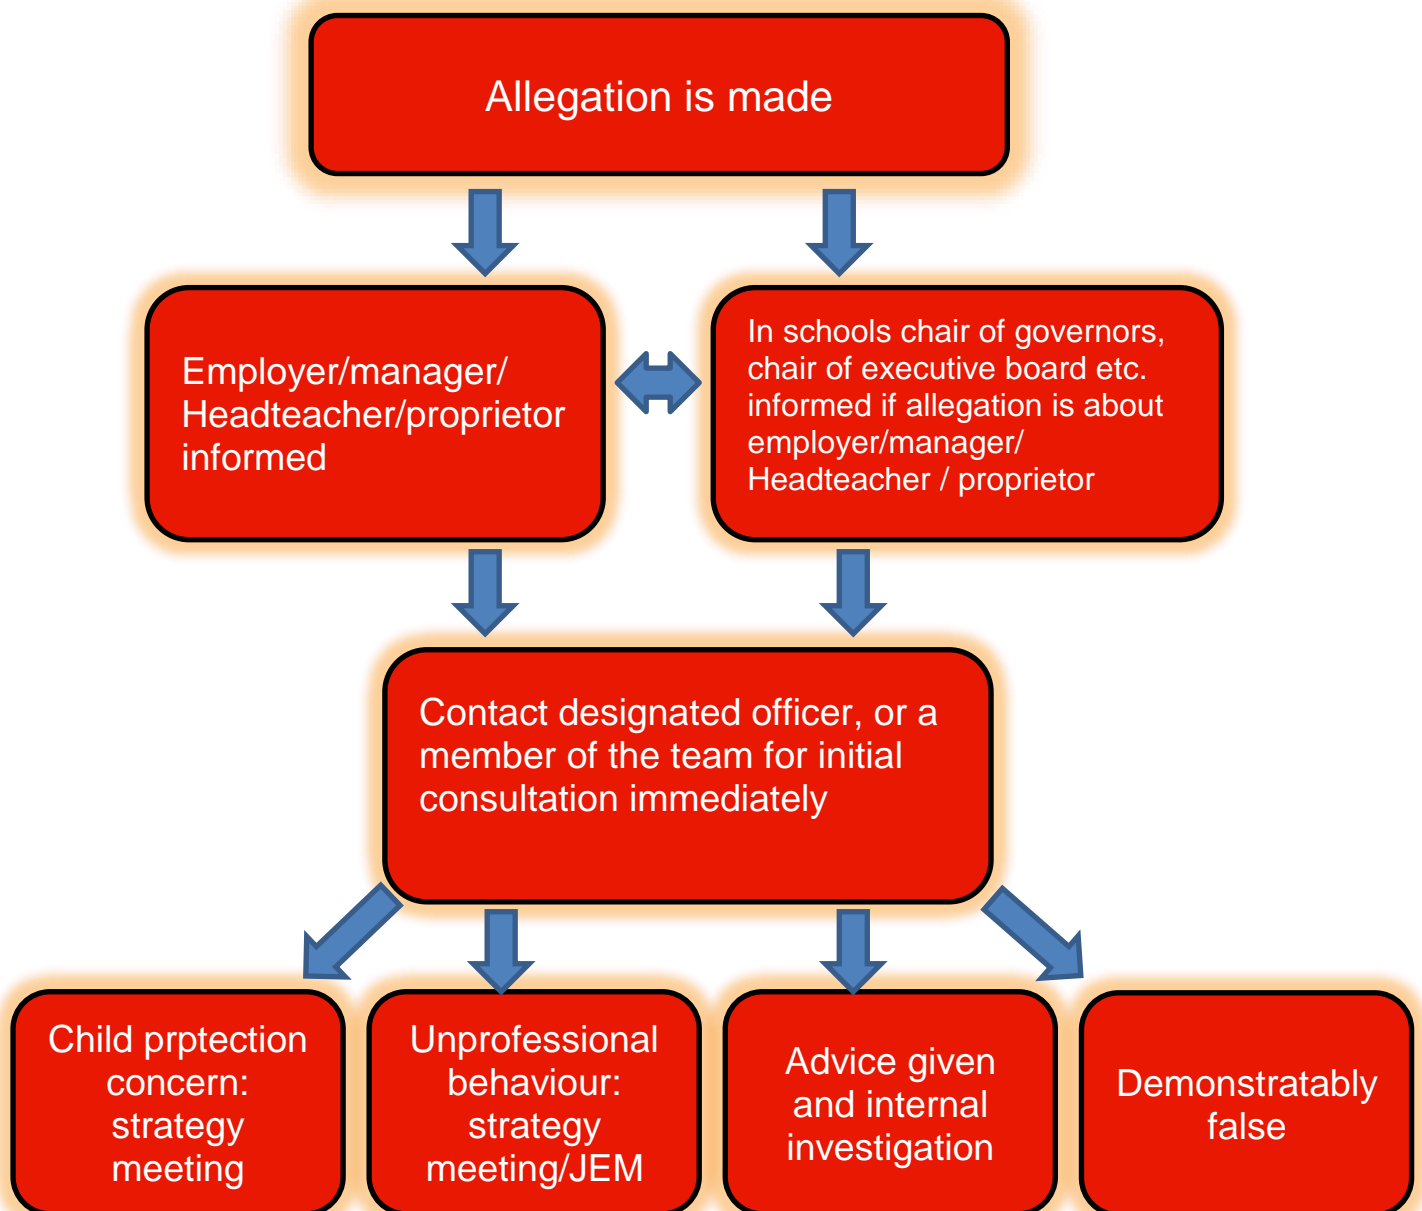 Allegation is made
Employer/manager/
Headteacher/proprietor
informed
In schools chair of governors,
chair of executive board etc.
informed if allegation is about
employer/manager/
Headteacher / proprietor
Contact designated officer, or a
member of the team for initial
consultation immediately
Child prptection
concern:
strategy
meeting
Unprofessional
behaviour:
strategy
meeting/JEM
Advice given
and internal
investigation
Demonstratably
false